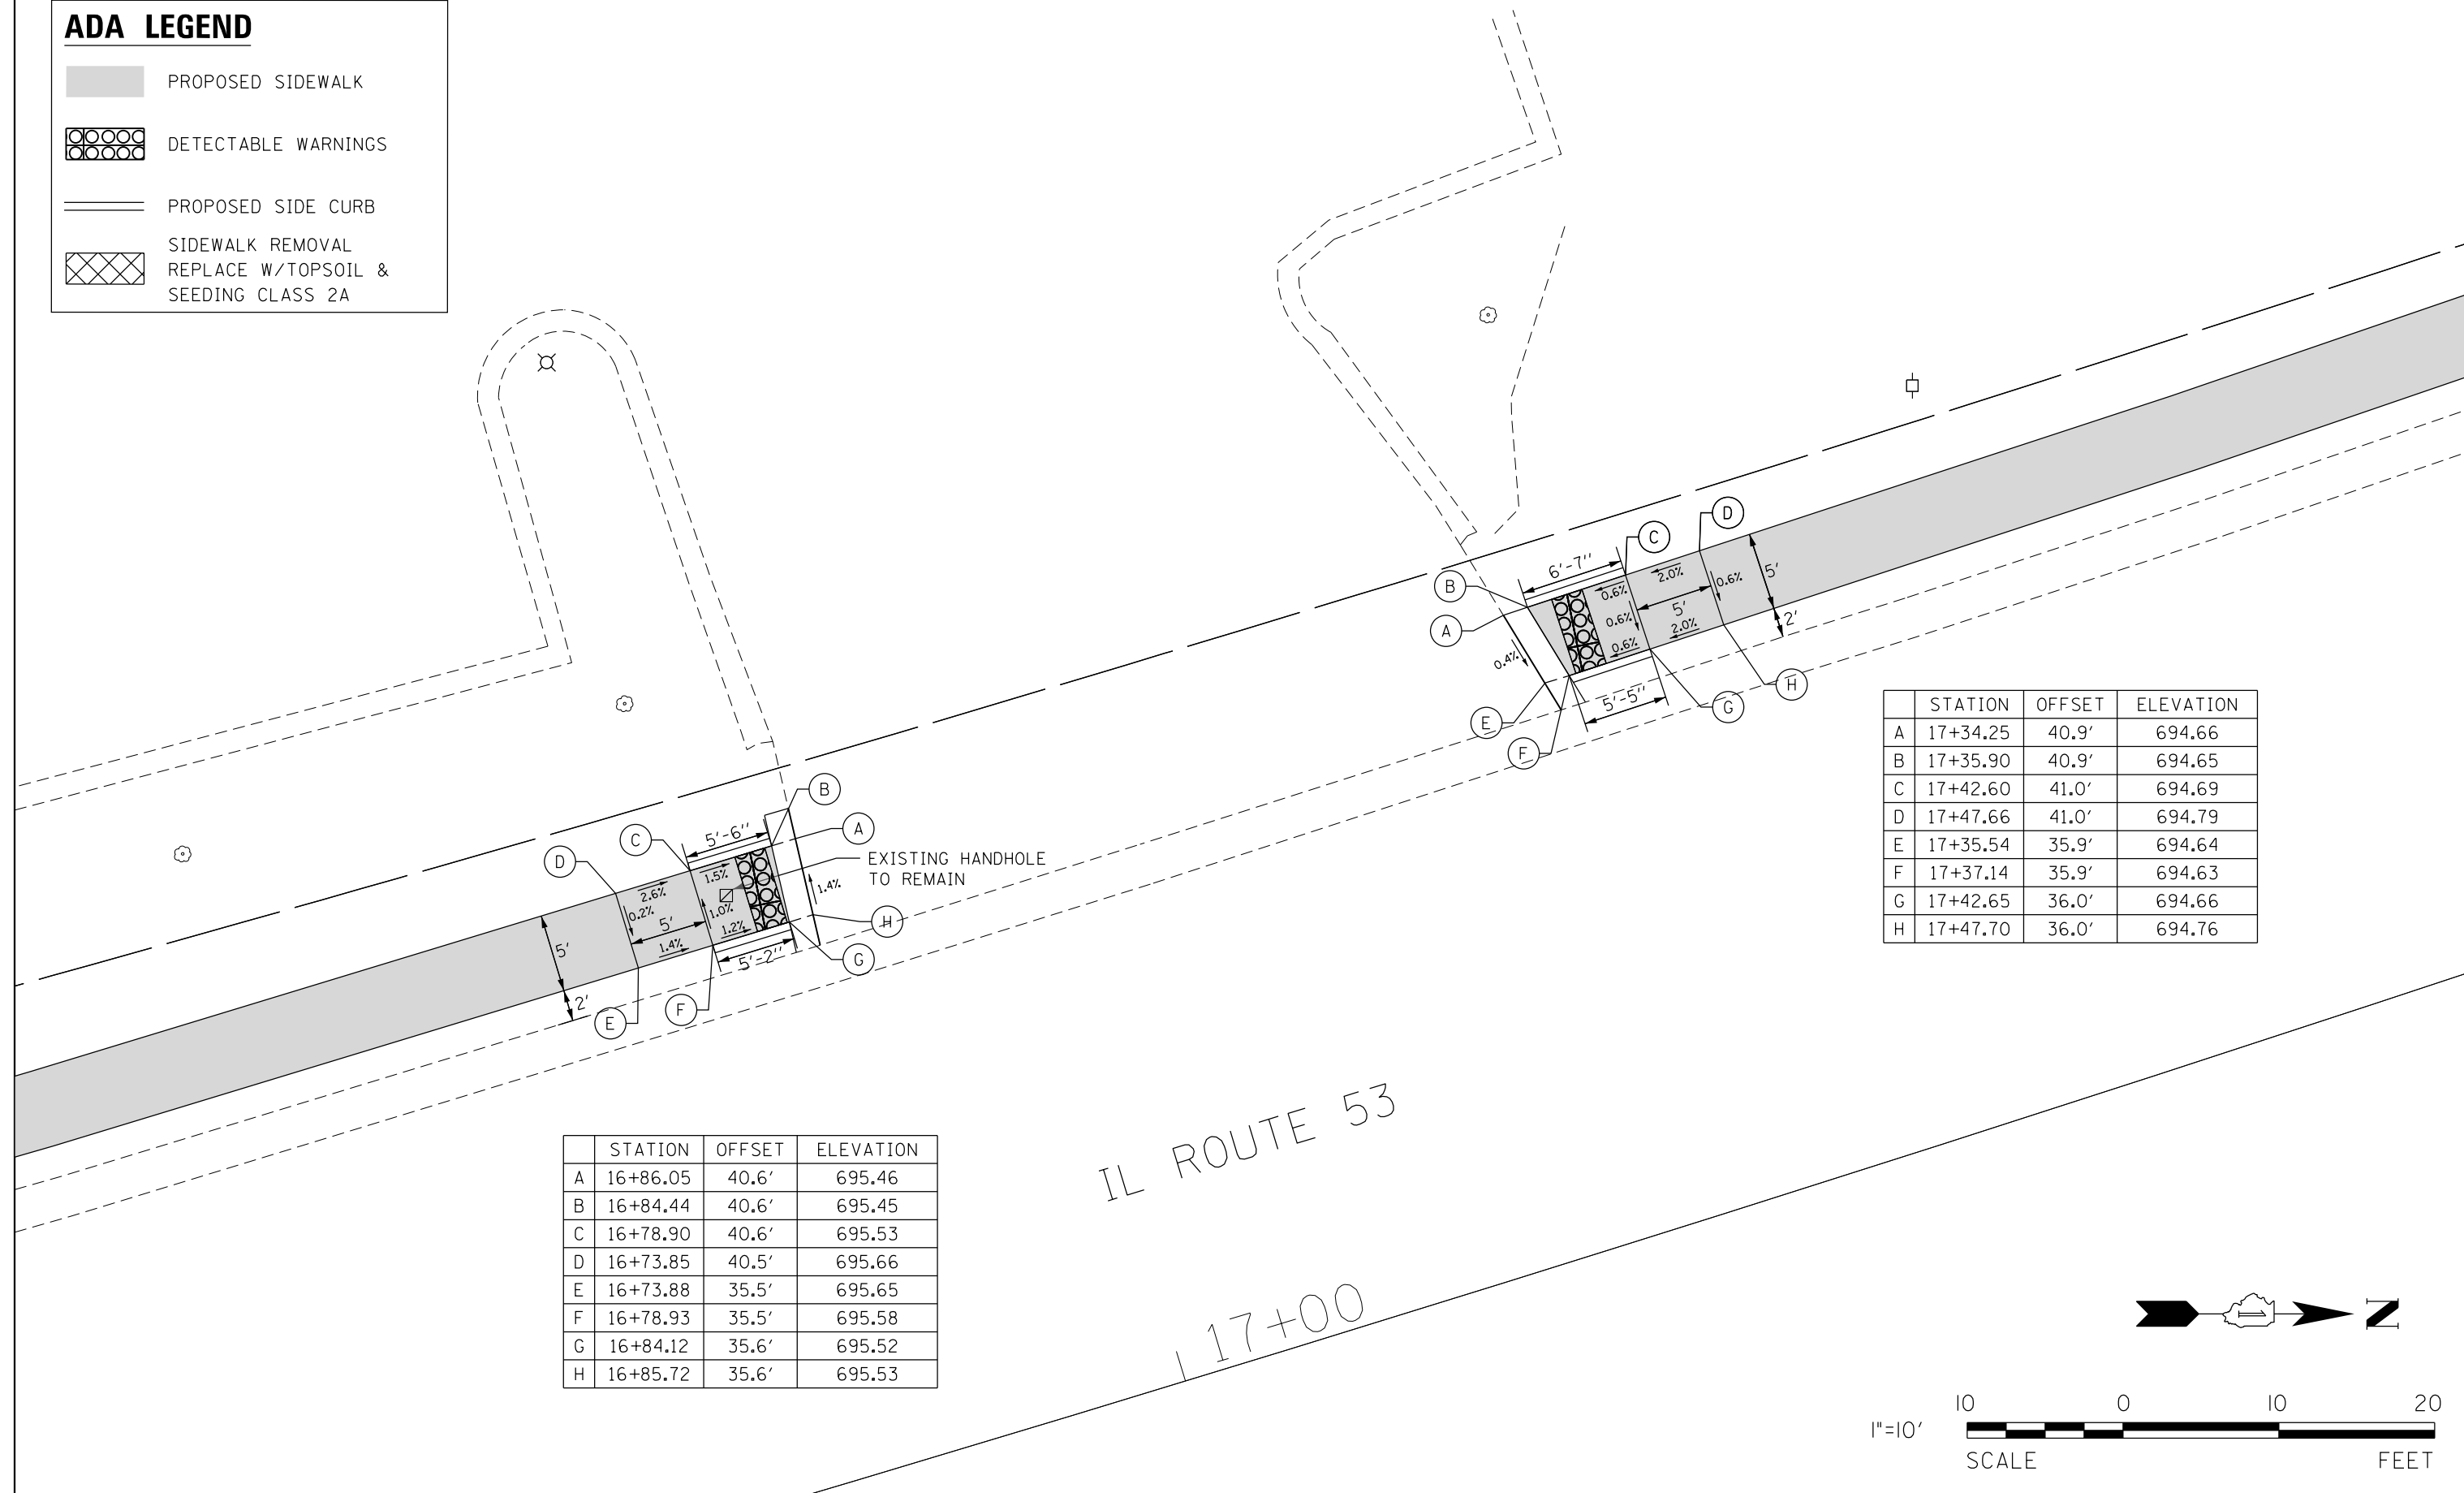 ADA LEGEND
PROPOSED SIDEWALK
DETECTABLE WARNINGS
PROPOSED SIDE CURB
SIDEWALK REMOVAL
REPLACE W/TOPSOIL &
SEEDING CLASS 2A
D
C
B
A
5'-6''
EXISTING HANDHOLE
TO REMAIN
2.6%
1.5%
0.2%
5'
1.0%
1.4%
1.2%
1.4%
H
5'
5'-2''
G
2'
E
F
B
A
6'-7''
C
D
0.6%
2.0%
0.6%
5'
0.6%
5'
2.0%
0.6%
2'
0.4%
5'-5''
E
F
G
H
STATION OFFSET ELEVATION
A 17+34.25 40.9' 694.66
B 17+35.90 40.9' 694.65
C 17+42.60 41.0' 694.69
D 17+47.66 41.0' 694.79
E 17+35.54 35.9' 694.64
F 17+37.14 35.9' 694.63
G 17+42.65 36.0' 694.66
H 17+47.70 36.0' 694.76
STATION OFFSET ELEVATION
A 16+86.05 40.6' 695.46
B 16+84.44 40.6' 695.45
C 16+78.90 40.6' 695.53
D 16+73.85 40.5' 695.66
E 16+73.88 35.5' 695.65
F 16+78.93 35.5' 695.58
G 16+84.12 35.6' 695.52
H 16+85.72 35.6' 695.53
IL ROUTE 53
17+00
N
10 0 10 20
1"=10'
SCALE FEET